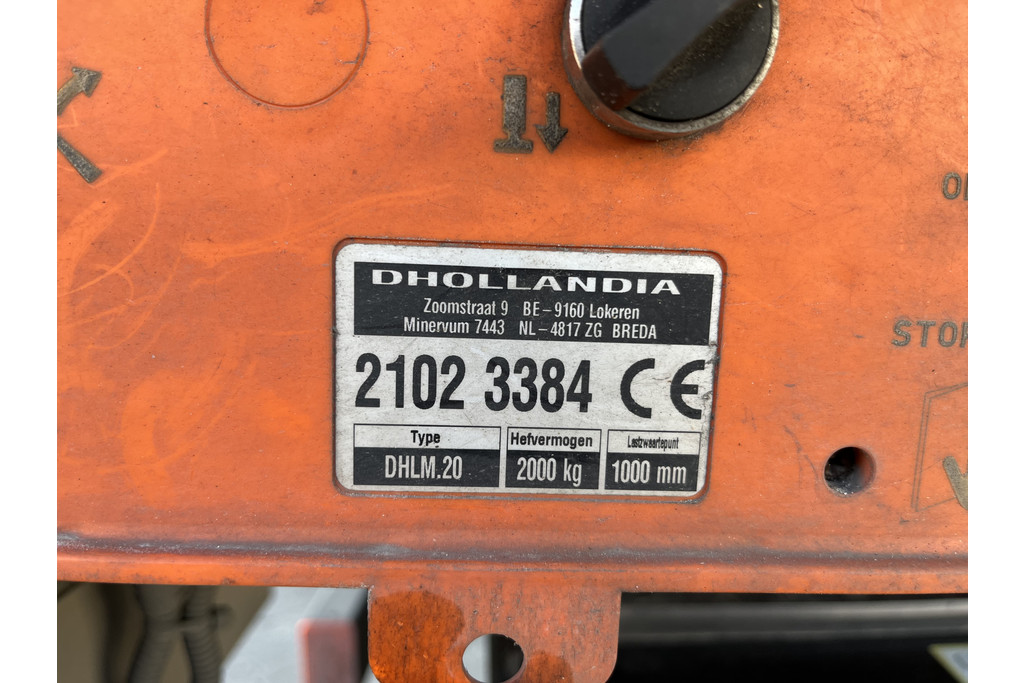 DHOLLANDIA
Zoomstraat 9 BE-9160 Lokeren
Minervum 7443 NL-4817 ZG BREDA
2102 3384 CE
Type Hefvermogen Lastzwaartepunt
DHLM.20 2000 kg 1000 mm